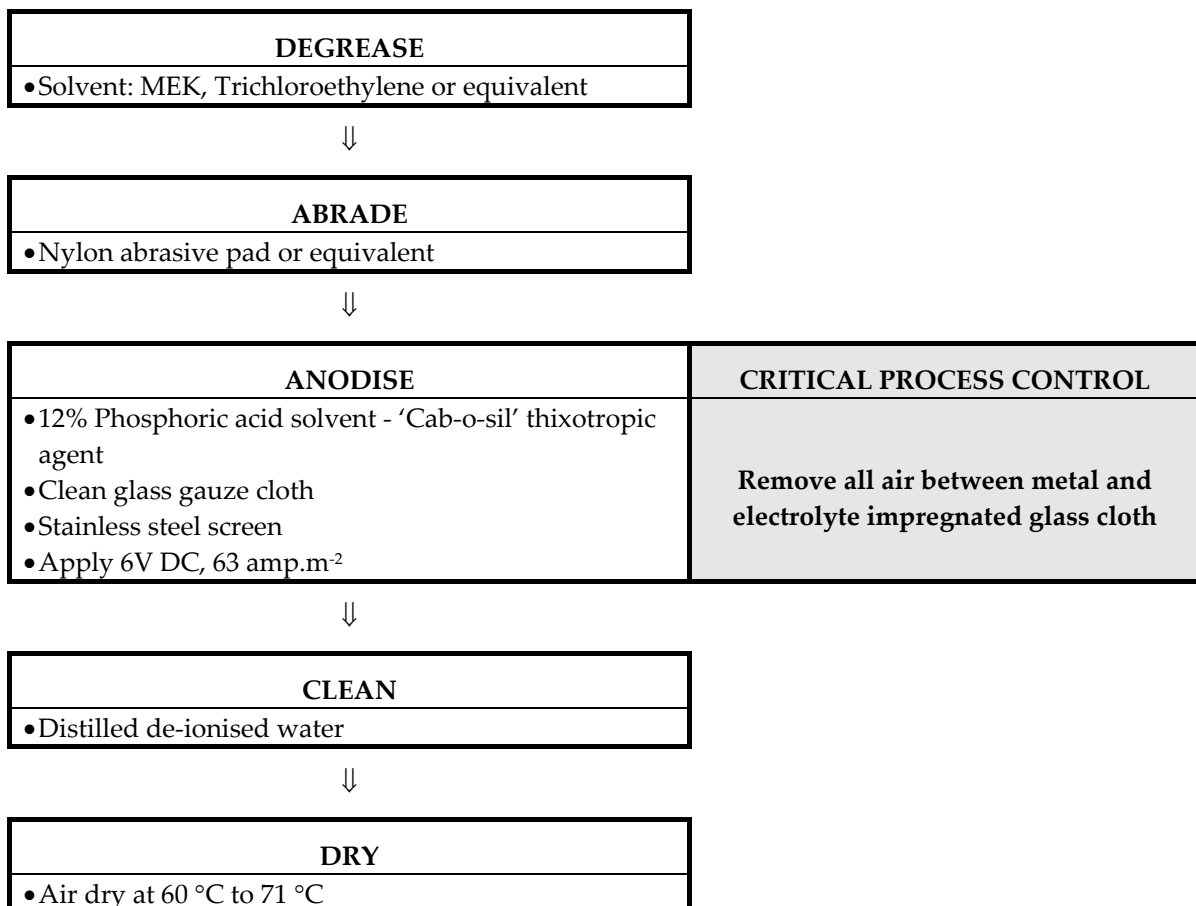 DEGREASE
•Solvent: MEK, Trichloroethylene or equivalent
⇓
ABRADE
•Nylon abrasive pad or equivalent
⇓
ANODISE
•12% Phosphoric acid solvent - ‘Cab-o-sil’ thixotropic
agent
•Clean glass gauze cloth
•Stainless steel screen
•Apply 6V DC, 63 amp.m-2
CRITICAL PROCESS CONTROL
Remove all air between metal and
electrolyte impregnated glass cloth
⇓
CLEAN
•Distilled de-ionised water
⇓
DRY
•Air dry at 60 °C to 71 °C